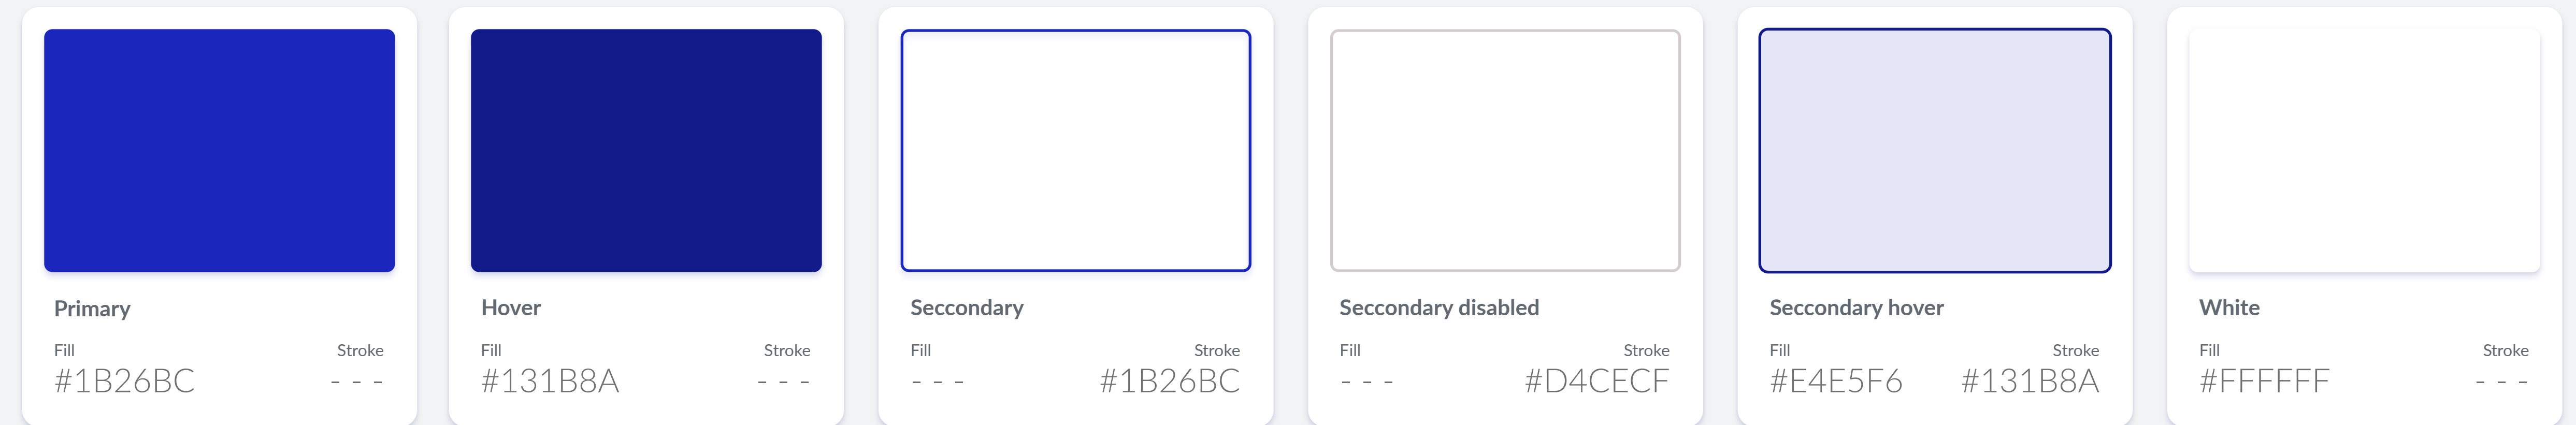 Primary
Fill Stroke
#1B26BC - - -
Hover
Fill Stroke
#131B8A - - -
Seccondary
Fill Stroke
- - - #1B26BC
Seccondary disabled
Fill Stroke
- - - #D4CECF
Seccondary hover
Fill Stroke
#E4E5F6 #131B8A
White
Fill Stroke
#FFFFFF - - -